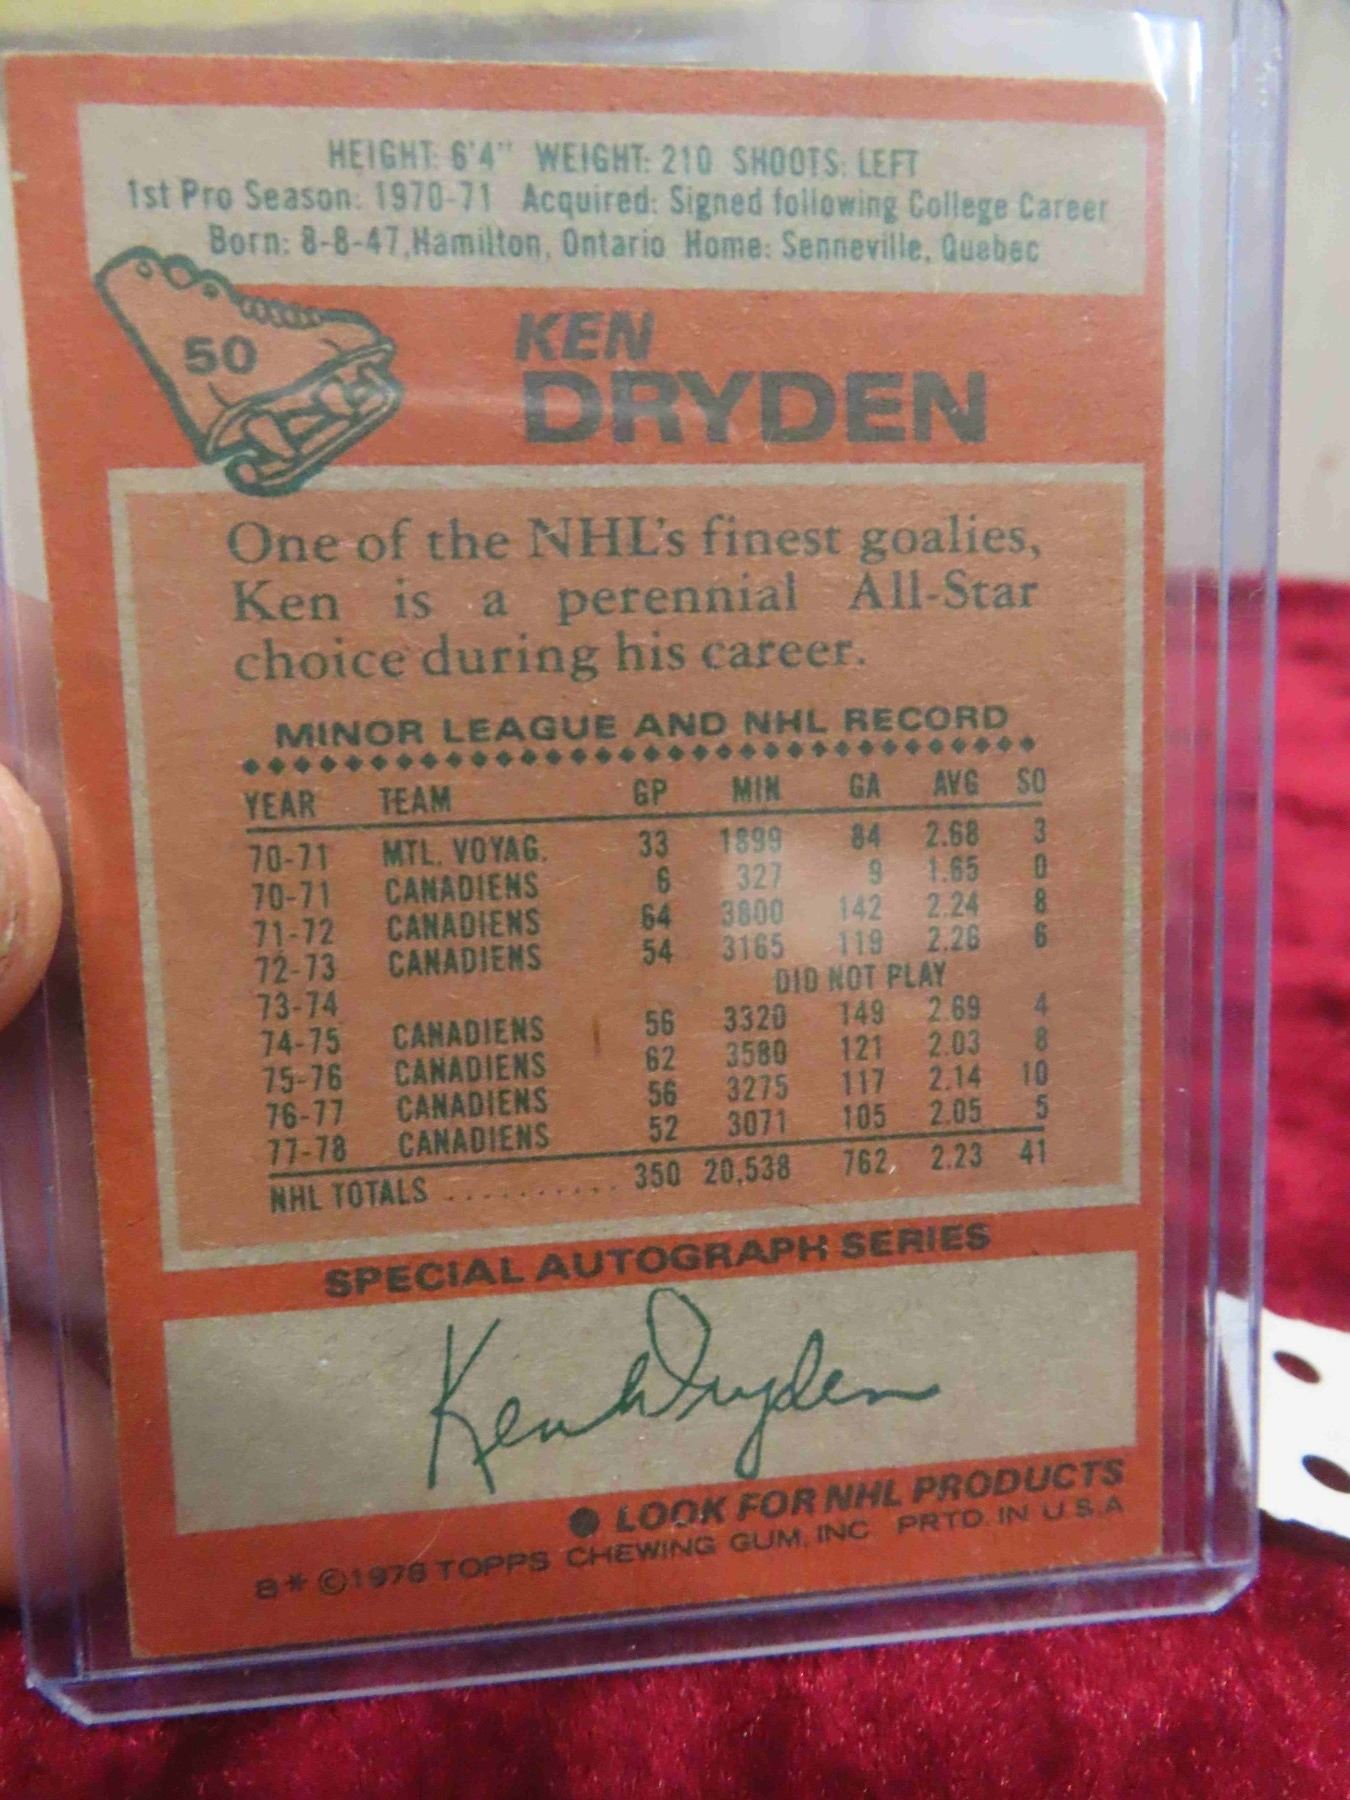 HEIGHT: 6'4" WEIGHT: 210 SHOOTS: LEFT
1st Pro Season: 1970-71 Acquired: Signed following College Career
Born: 8-8-47, Hamilton, Ontario Home: Senneville, Quebec
50
KEN
DRYDEN
One of the NHL's finest goalies,
Ken is a perennial All-Star
choice during his career.
MINOR LEAGUE AND NHL RECORD
YEAR TEAM GP MIN GA AVG SO
70-71 MTL. VOYAG. 33 1899 84 2.68 3
70-71 CANADIENS 6 327 9 1.65 0
71-72 CANADIENS 64 3800 142 2.24 8
72-73 CANADIENS 54 3165 119 2.26 6
73-74 DID NOT PLAY
74-75 CANADIENS 56 3320 149 2.69 4
75-76 CANADIENS 62 3580 121 2.03 8
76-77 CANADIENS 56 3275 117 2.14 10
77-78 CANADIENS 52 3071 105 2.05 5
NHL TOTALS .......... 350 20,538 762 2.23 41
SPECIAL AUTOGRAPH SERIES
Ken Dryden
● LOOK FOR NHL PRODUCTS
B* ©1978 TOPPS CHEWING GUM, INC PRTD. IN U.S.A